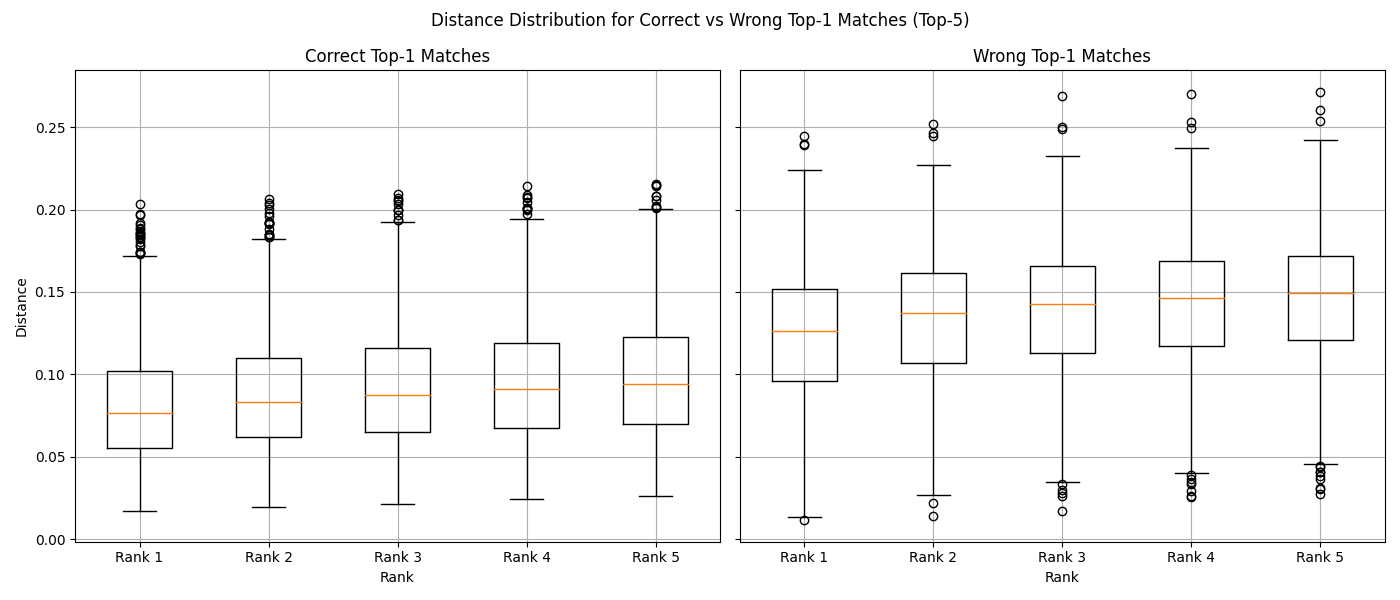 Distance Distribution for Correct vs Wrong Top-1 Matches (Top-5)
Correct Top-1 Matches
Wrong Top-1 Matches
0.25
0.20
0.15
0.10
0.05
0.00
Distance
Rank 1 Rank 2 Rank 3 Rank 4 Rank 5
Rank
Rank 1 Rank 2 Rank 3 Rank 4 Rank 5
Rank